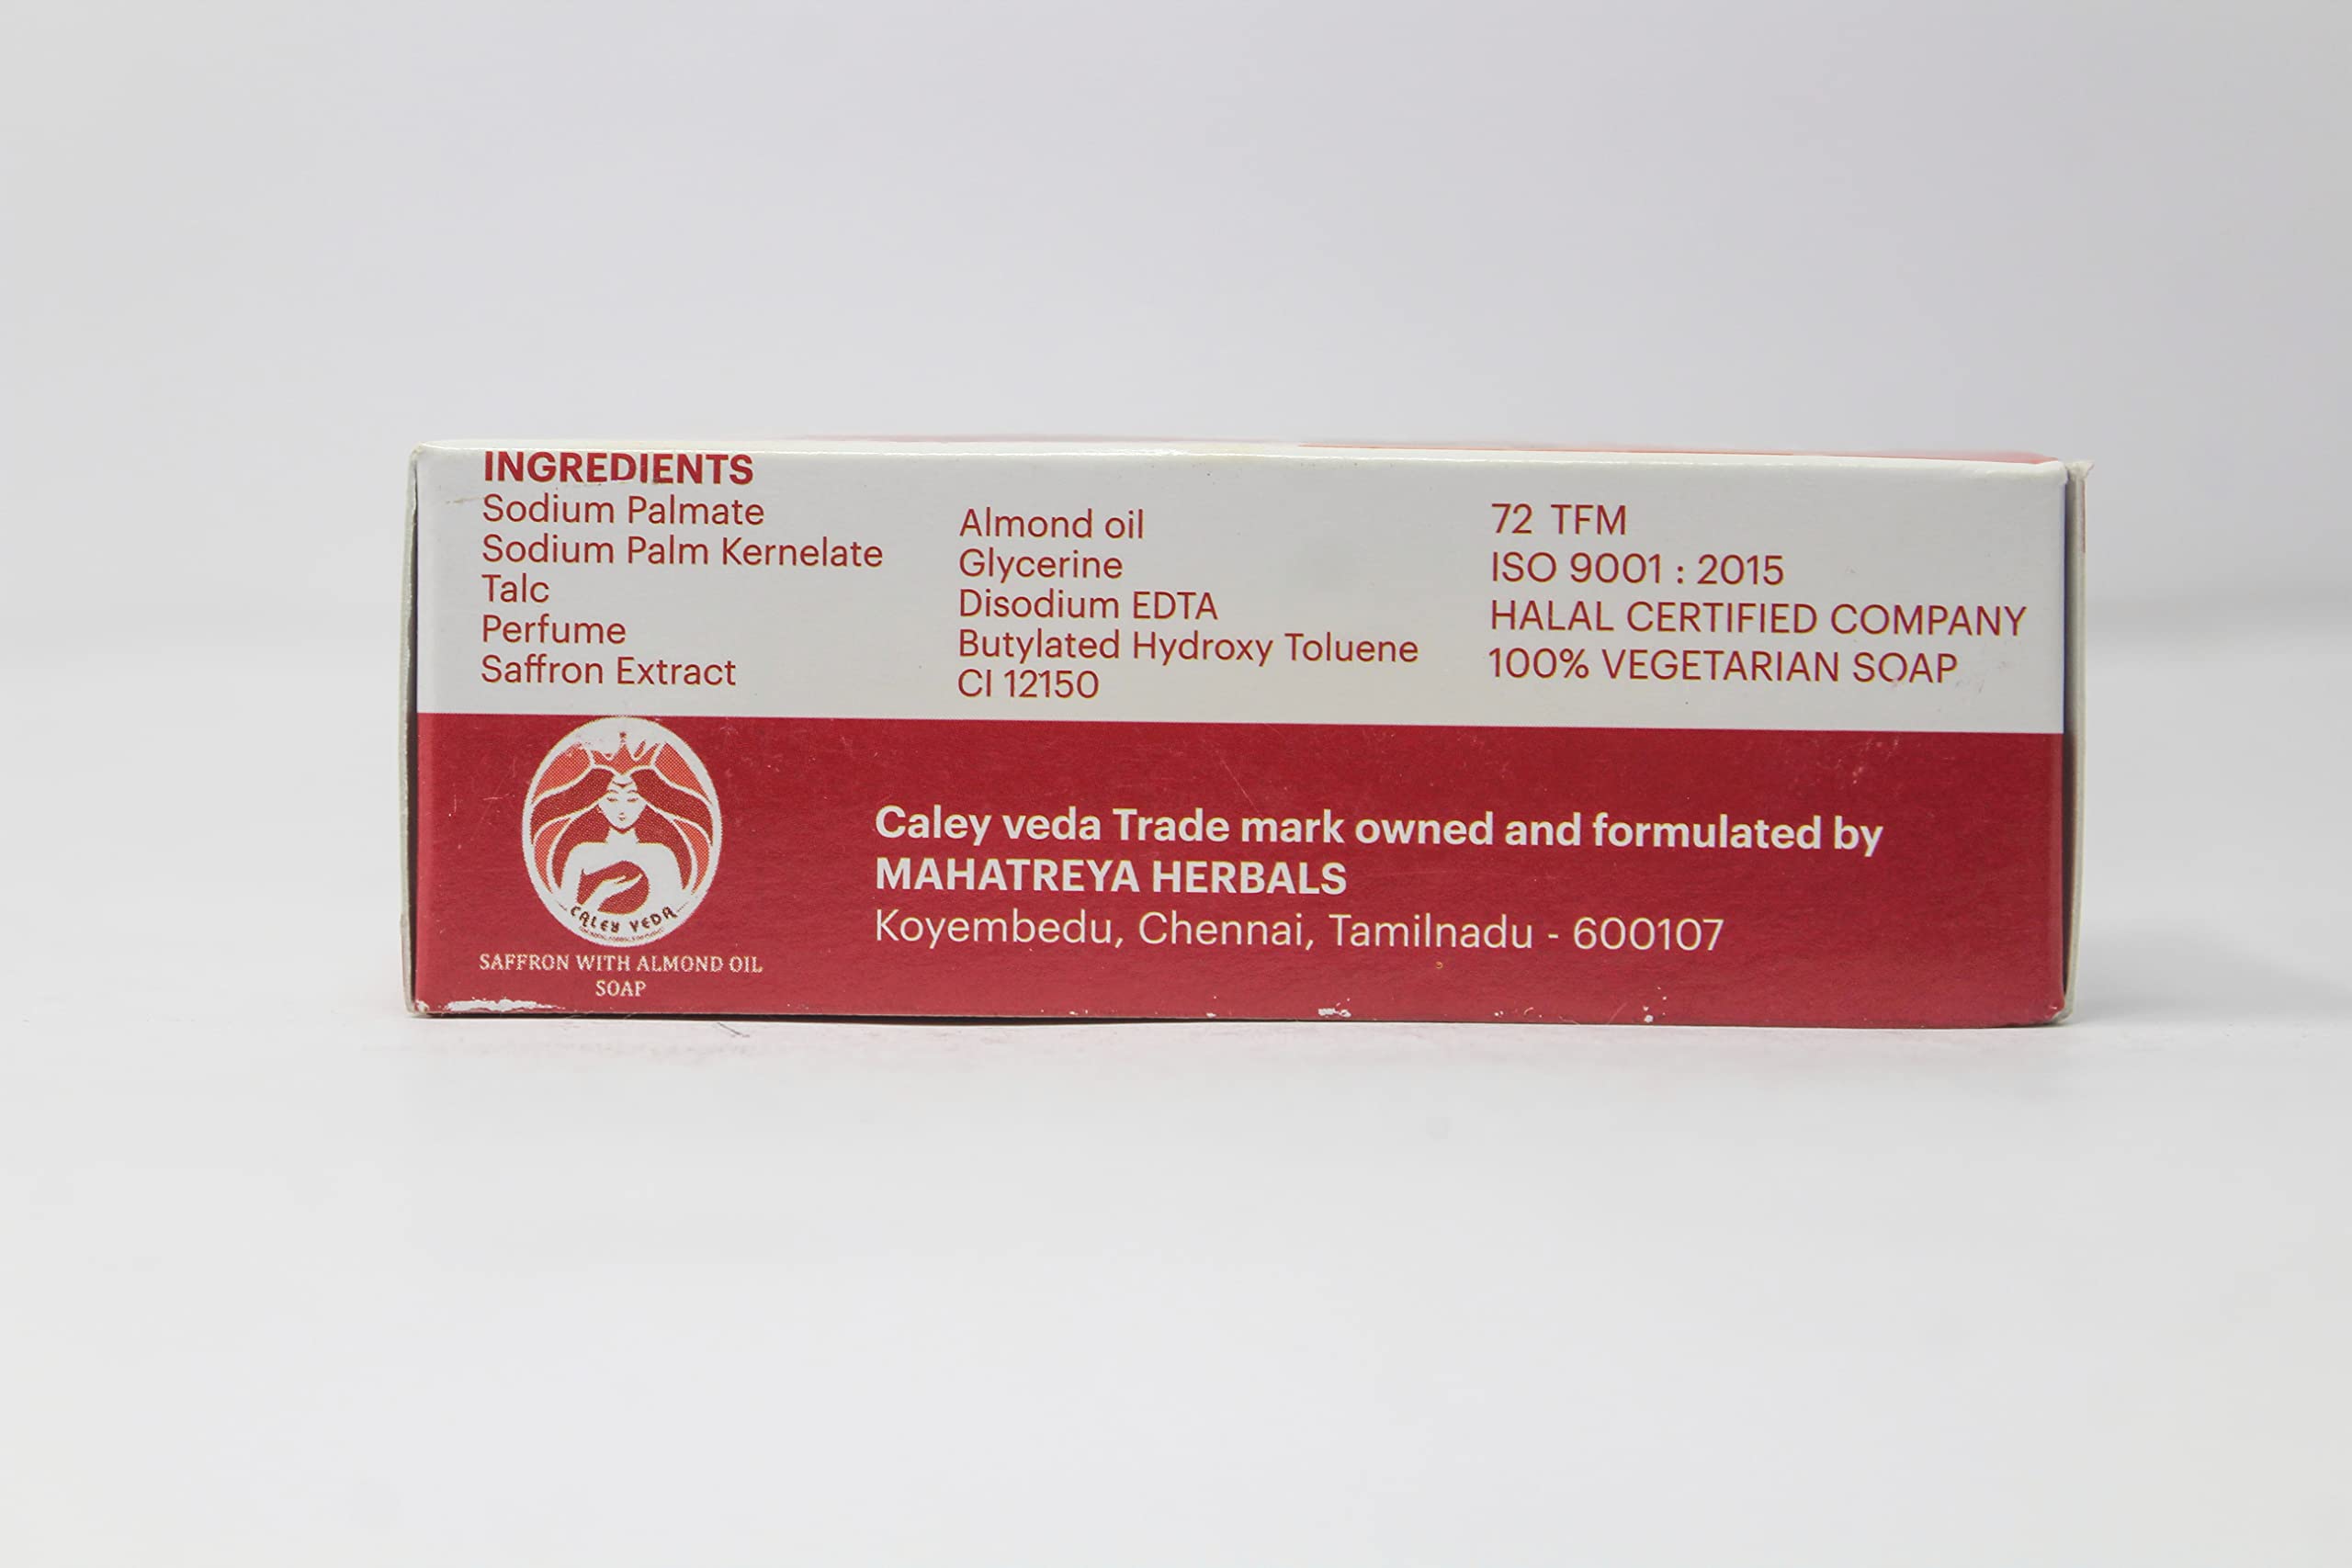 INGREDIENTS
Sodium Palmate
Sodium Palm Kernelate
Talc
Perfume
Saffron Extract
Almond oil
Glycerine
Disodium EDTA
Butylated Hydroxy Toluene
CI 12150
72 TFM
ISO 9001 : 2015
HALAL CERTIFIED COMPANY
100% VEGETARIAN SOAP
CALEY VEDA
SAFFRON WITH ALMOND OIL
SOAP
Caley veda Trade mark owned and formulated by
MAHATREYA HERBALS
Koyembedu, Chennai, Tamilnadu - 600107